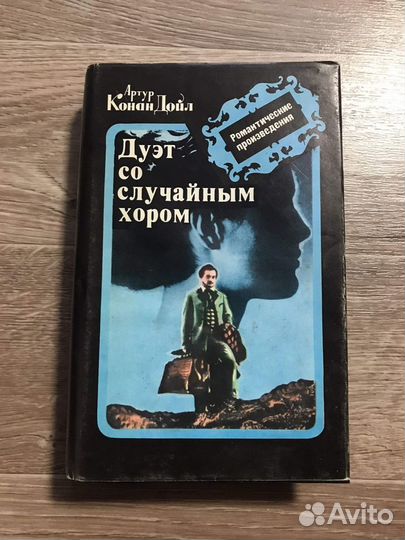 Артур
Конан Дойл
Романтические
произведения
Дуэт
со
случайным
хором
Avito